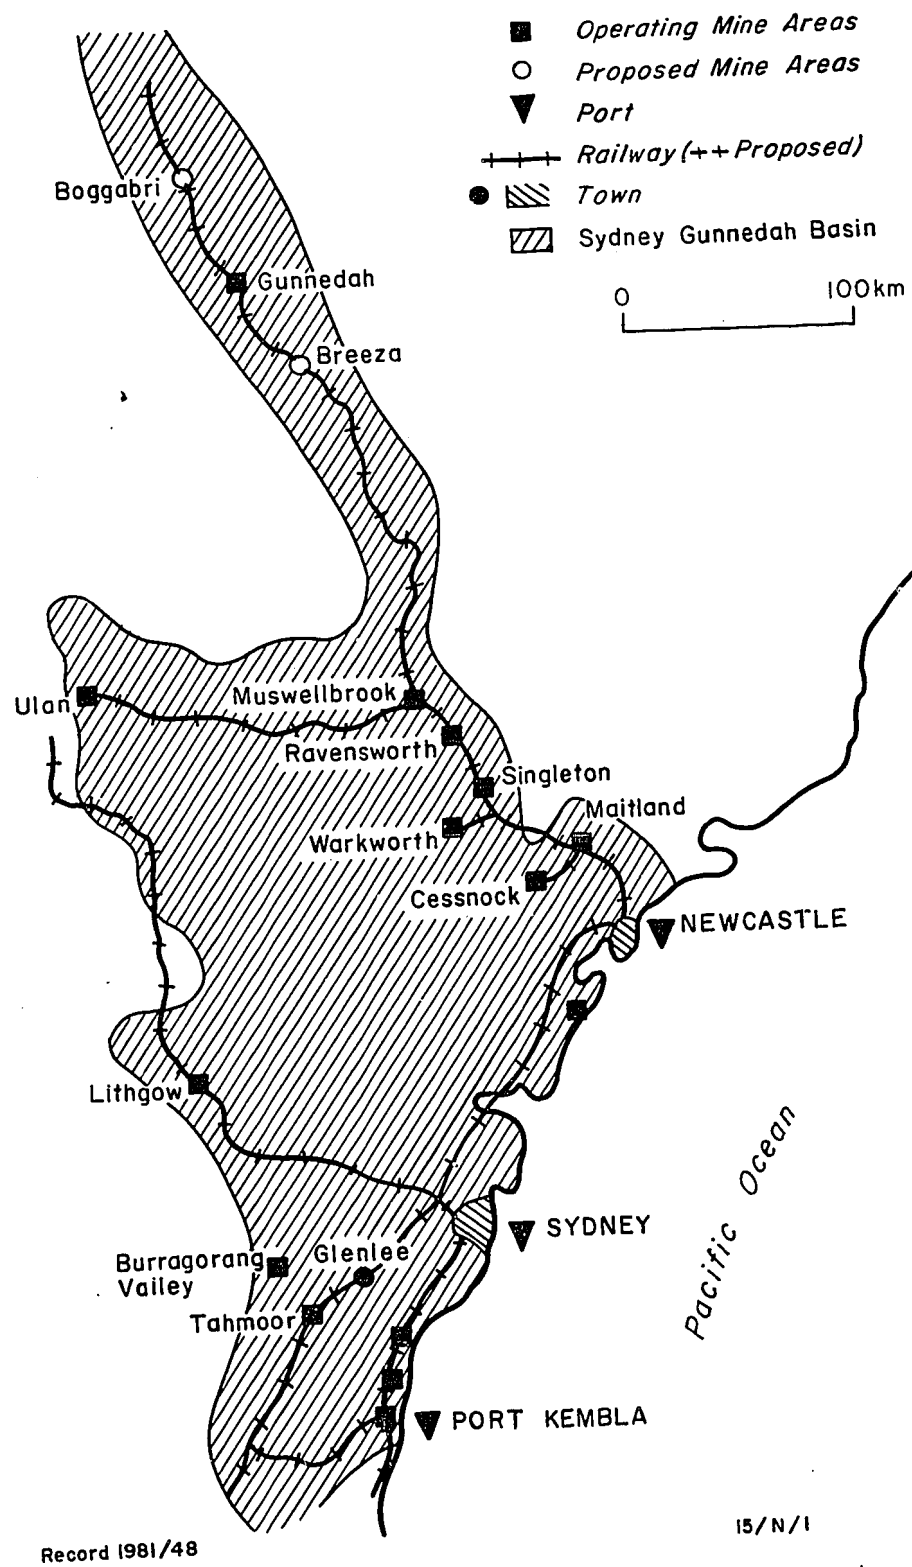 Operating Mine Areas
Proposed Mine Areas
Port
Railway (++ Proposed)
Town
Sydney Gunnedah Basin
0 100km
Boggabri
Gunnedah
Breeza
Ulan
Muswellbrook
Ravensworth
Singleton
Maitland
Warkworth
Cessnock
NEWCASTLE
Lithgow
Pacific Ocean
SYDNEY
Burragorang
Vailey
Glenlee
Tahmoor
PORT KEMBLA
Record 1981/48
15/N/1